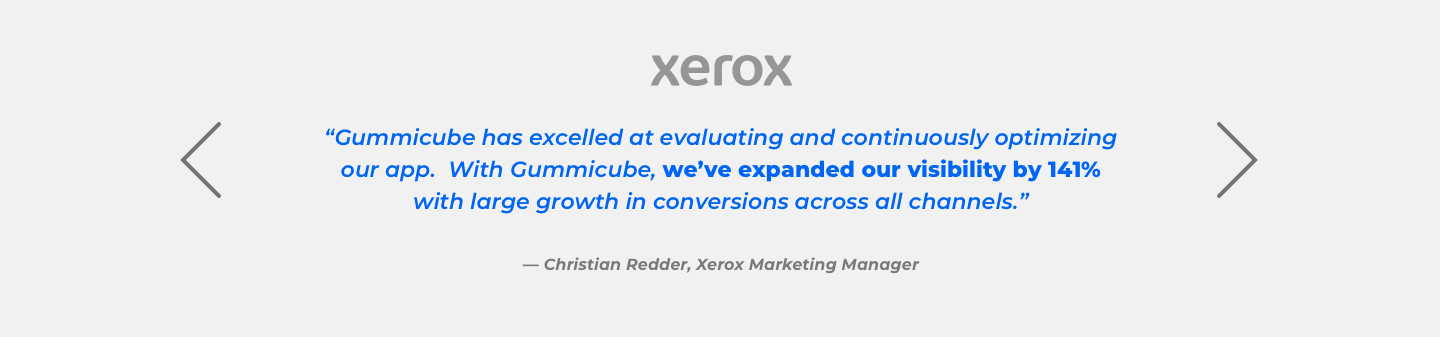 xerox
“Gummicube has excelled at evaluating and continuously optimizing
our app.  With Gummicube, we’ve expanded our visibility by 141%
with large growth in conversions across all channels.”
— Christian Redder, Xerox Marketing Manager